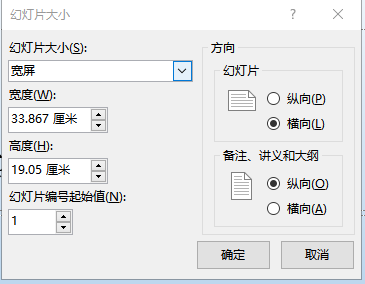 幻灯片大小
?
幻灯片大小(S):
宽屏
宽度(W):
33.867 厘米
高度(H):
19.05 厘米
幻灯片编号起始值(N):
1
方向
幻灯片
纵向(P)
横向(L)
备注、讲义和大纲
纵向(O)
横向(A)
确定
取消